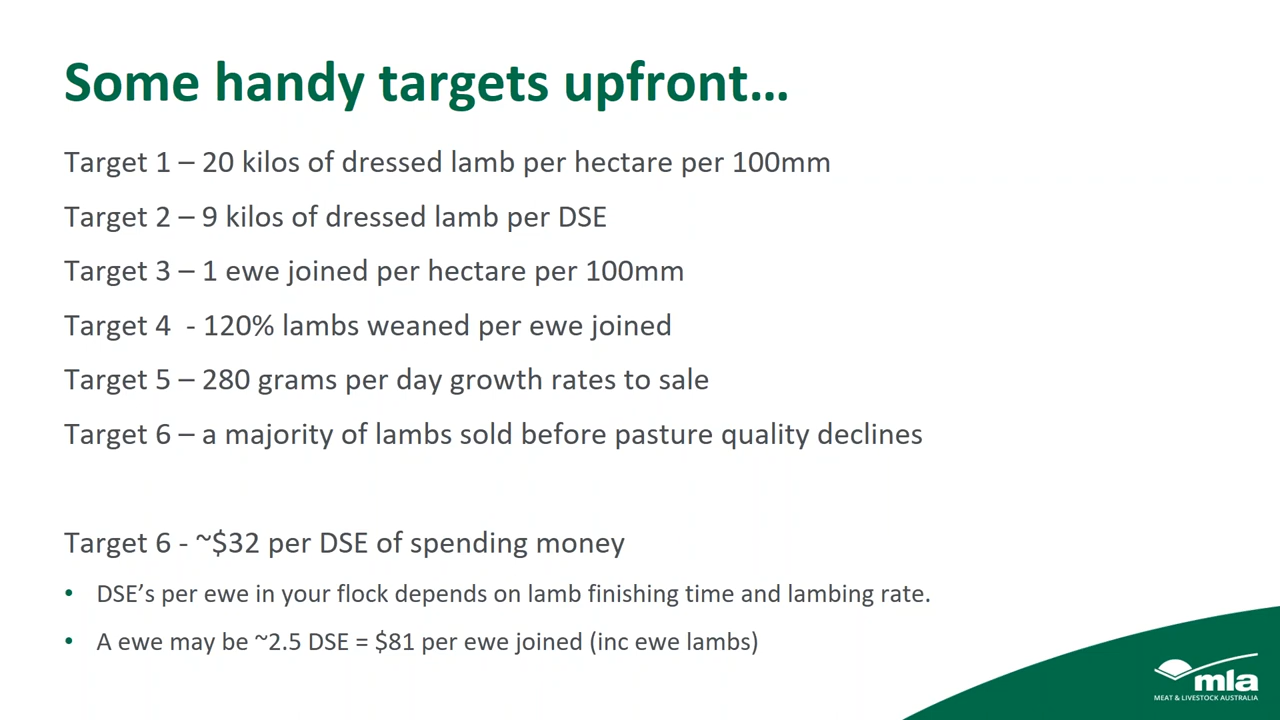 Some handy targets upfront…
Target 1 – 20 kilos of dressed lamb per hectare per 100mm
Target 2 – 9 kilos of dressed lamb per DSE
Target 3 – 1 ewe joined per hectare per 100mm
Target 4  - 120% lambs weaned per ewe joined
Target 5 – 280 grams per day growth rates to sale
Target 6 – a majority of lambs sold before pasture quality declines
Target 6 - ~$32 per DSE of spending money
• DSE’s per ewe in your flock depends on lamb finishing time and lambing rate.
• A ewe may be ~2.5 DSE = $81 per ewe joined (inc ewe lambs)
mla
MEAT & LIVESTOCK AUSTRALIA